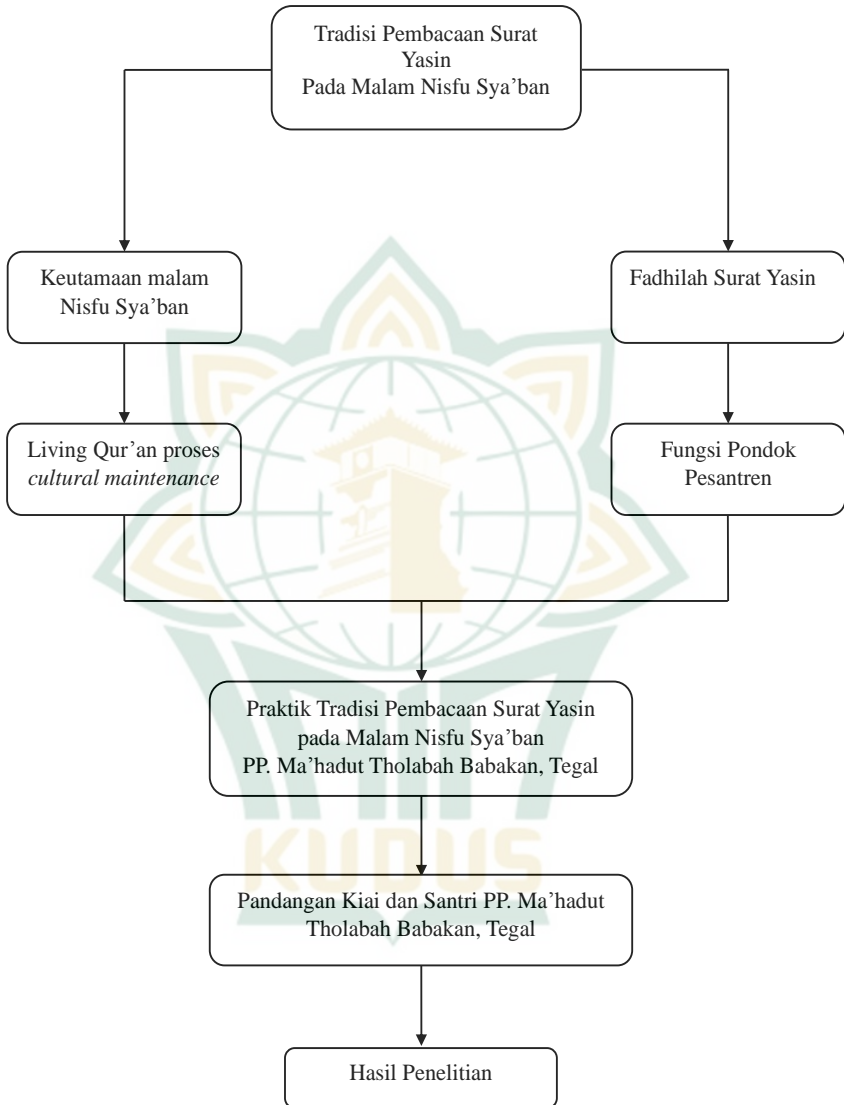 Tradisi Pembacaan Surat
Yasin
Pada Malam Nisfu Sya’ban
Keutamaan malam
Nisfu Sya’ban
Fadhilah Surat Yasin
Living Qur’an proses
cultural maintenance
Fungsi Pondok
Pesantren
Praktik Tradisi Pembacaan Surat Yasin
pada Malam Nisfu Sya’ban
PP. Ma’hadut Tholabah Babakan, Tegal
KUDUS
Pandangan Kiai dan Santri PP. Ma’hadut
Tholabah Babakan, Tegal
Hasil Penelitian